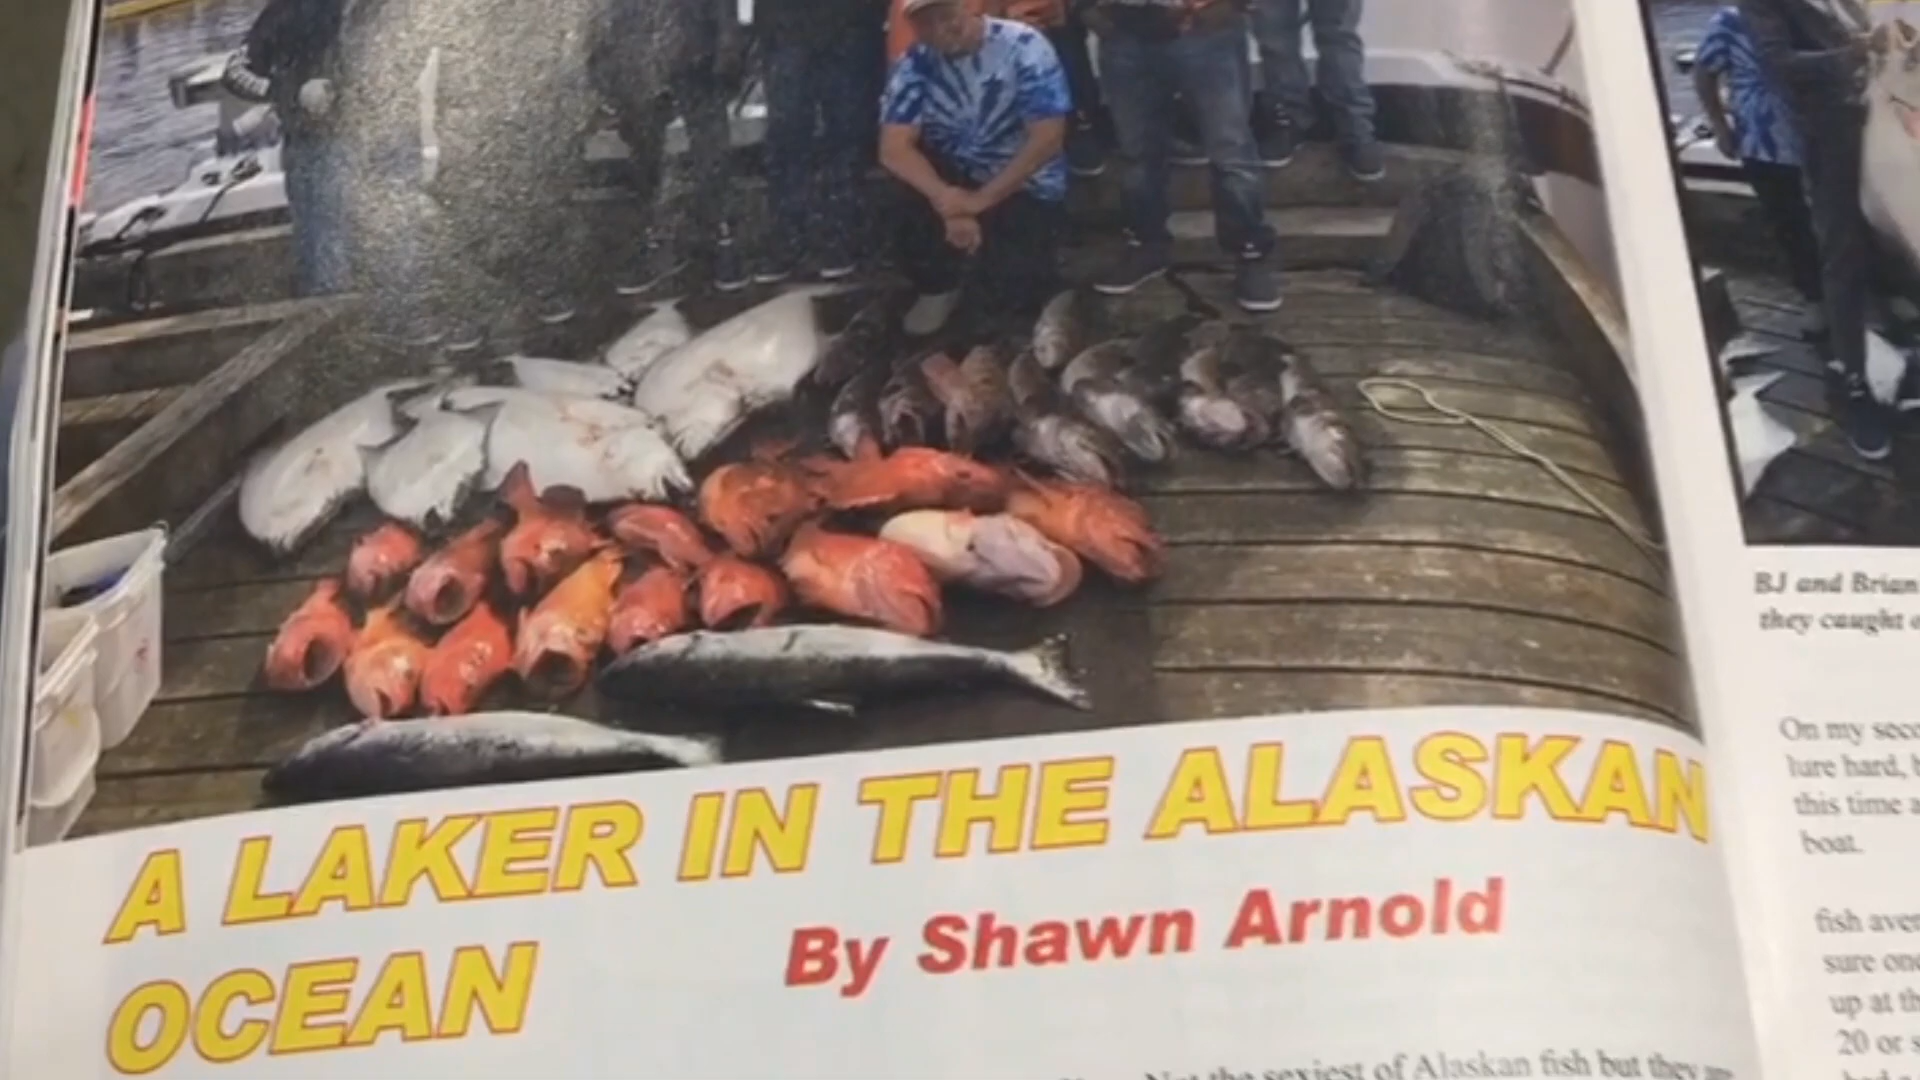 A LAKER IN THE ALASKAN
OCEAN
By Shawn Arnold
Not the sexiest of Alaskan fish but they are
BJ and Brian
they caught
On my seco
lure hard,
this time a
boat.
fish aver
sure one
up at th
20 or s